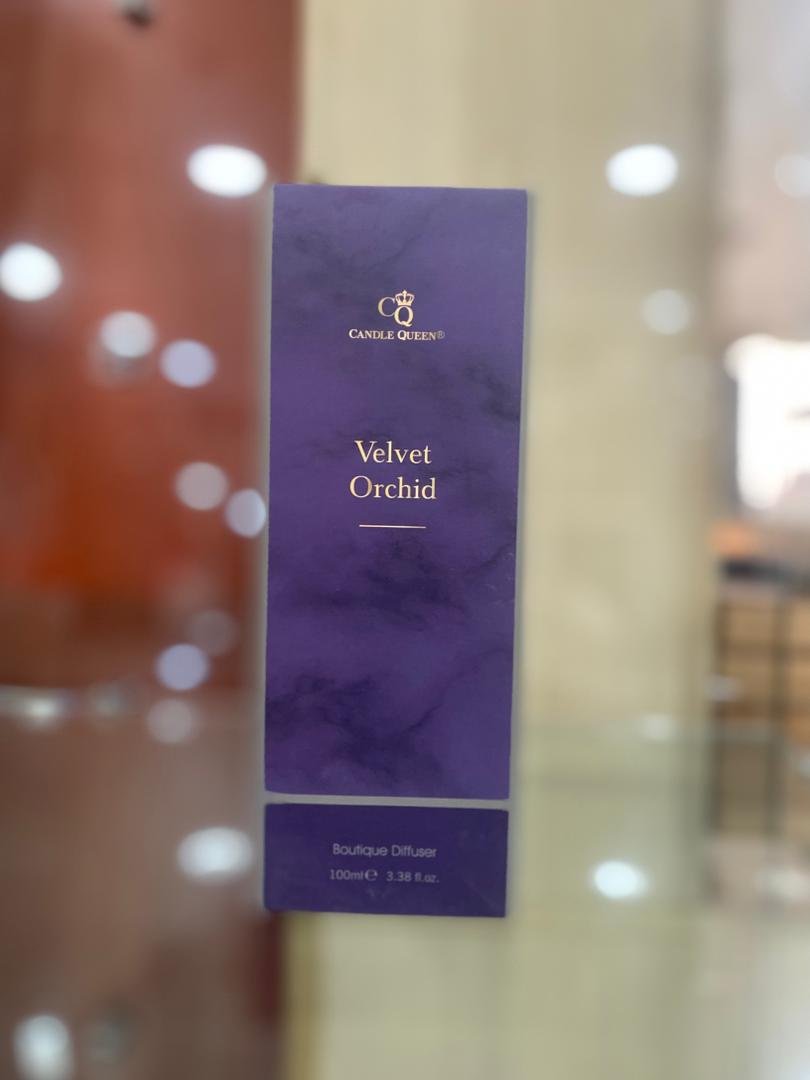 CQ
CANDLE QUEEN®
Velvet
Orchid
Boutique Diffuser
100ml ℮ 3.38 fl.oz.